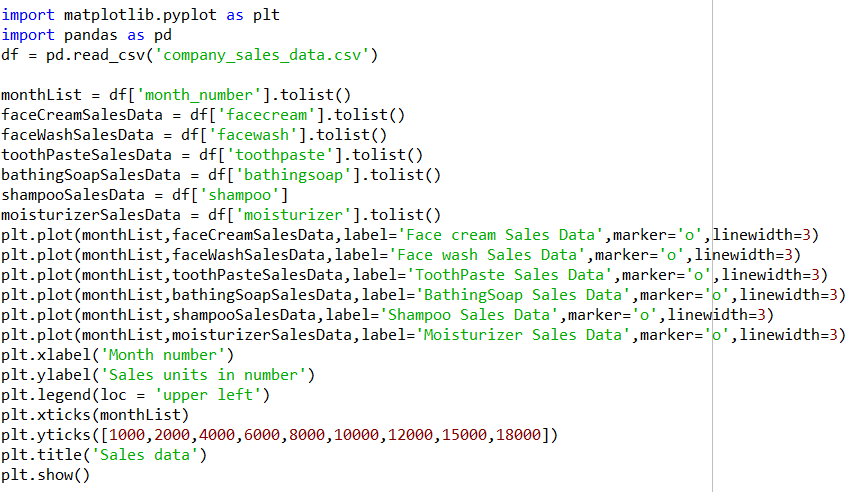 import matplotlib.pyplot as plt
import pandas as pd
df = pd.read_csv('company_sales_data.csv')

monthList = df['month_number'].tolist()
faceCreamSalesData = df['facecream'].tolist()
faceWashSalesData = df['facewash'].tolist()
toothPasteSalesData = df['toothpaste'].tolist()
bathingSoapSalesData = df['bathingsoap'].tolist()
shampooSalesData = df['shampoo']
moisturizerSalesData = df['moisturizer'].tolist()
plt.plot(monthList,faceCreamSalesData,label='Face cream Sales Data',marker='o',linewidth=3)
plt.plot(monthList,faceWashSalesData,label='Face wash Sales Data',marker='o',linewidth=3)
plt.plot(monthList,toothPasteSalesData,label='ToothPaste Sales Data',marker='o',linewidth=3)
plt.plot(monthList,bathingSoapSalesData,label='BathingSoap Sales Data',marker='o',linewidth=3)
plt.plot(monthList,shampooSalesData,label='Shampoo Sales Data',marker='o',linewidth=3)
plt.plot(monthList,moisturizerSalesData,label='Moisturizer Sales Data',marker='o',linewidth=3)
plt.xlabel('Month number')
plt.ylabel('Sales units in number')
plt.legend(loc = 'upper left')
plt.xticks(monthList)
plt.yticks([1000,2000,4000,6000,8000,10000,12000,15000,18000])
plt.title('Sales data')
plt.show()